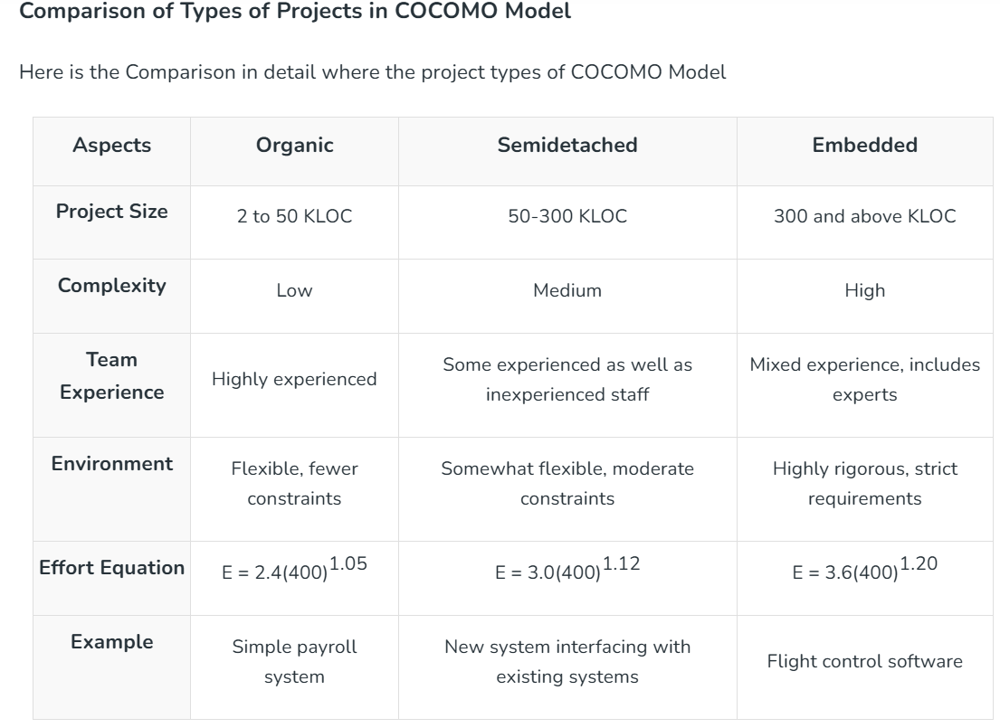 Comparison of Types of Projects in COCOMO Model
Here is the Comparison in detail where the project types of COCOMO Model
Aspects Organic Semidetached Embedded
Project Size 2 to 50 KLOC 50-300 KLOC 300 and above KLOC
Complexity Low Medium High
Team Experience Highly experienced Some experienced as well as inexperienced staff Mixed experience, includes experts
Environment Flexible, fewer constraints Somewhat flexible, moderate constraints Highly rigorous, strict requirements
Effort Equation E = 2.4(400)^1.05 E = 3.0(400)^1.12 E = 3.6(400)^1.20
Example Simple payroll system New system interfacing with existing systems Flight control software